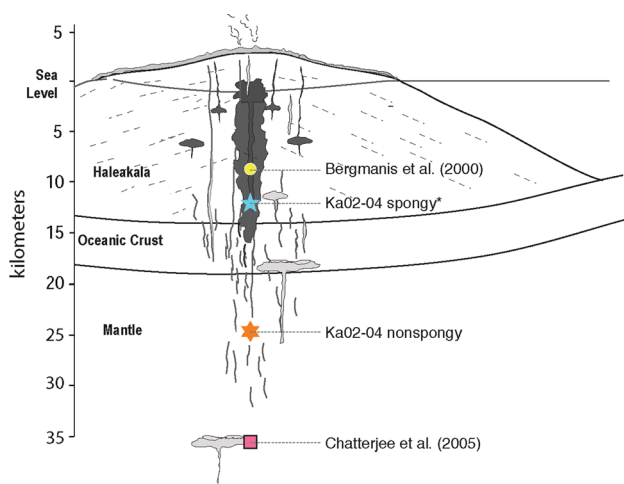 5
Sea
Level
5
Haleakala
Bergmanis et al. (2000)
10
Ka02-04 spongy*
15
Oceanic Crust
20
kilometers
Mantle
25
Ka02-04 nonspongy
30
35
Chatterjee et al. (2005)